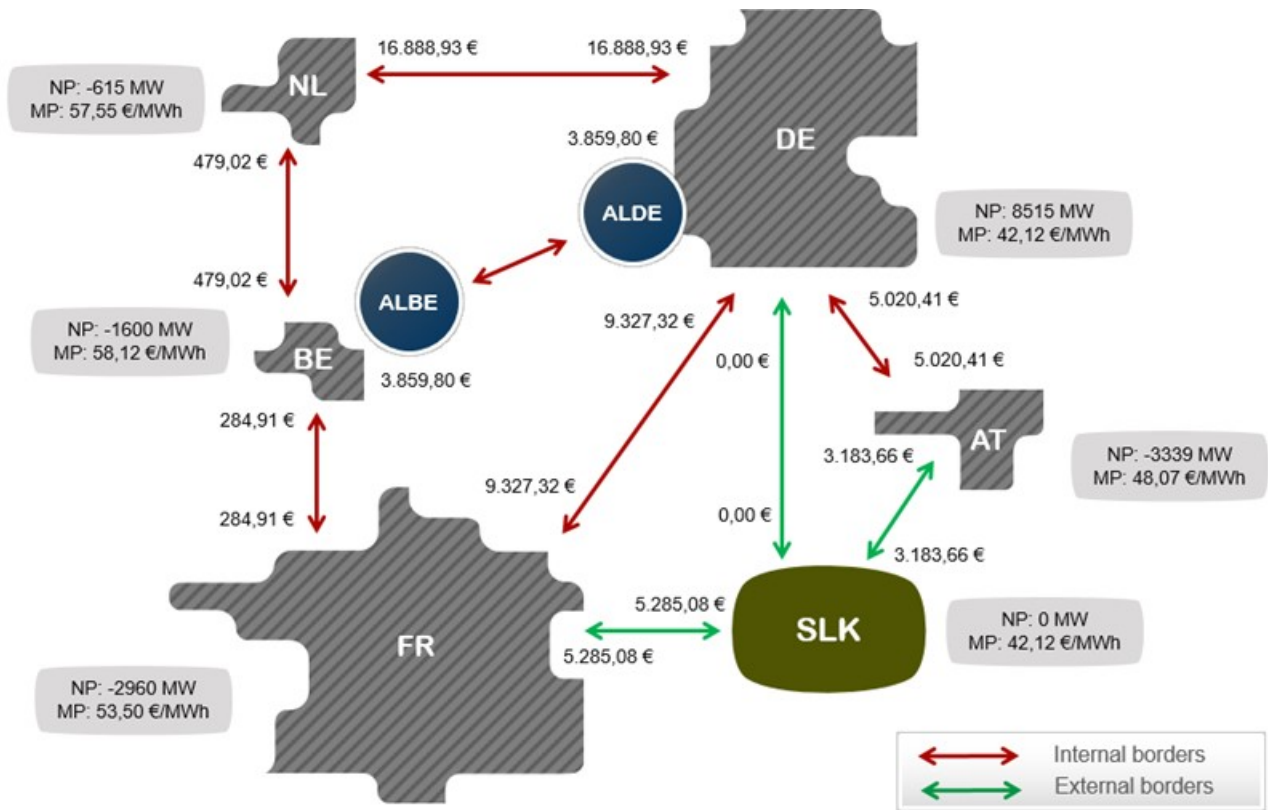 16.888,93 €
16.888,93 €
NL
NP: -615 MW
MP: 57,55 €/MWh
DE
3.859,80 €
479,02 €
ALDE
NP: 8515 MW
MP: 42,12 €/MWh
479,02 €
ALBE
5.020,41 €
9.327,32 €
NP: -1600 MW
MP: 58,12 €/MWh
BE
0,00 €
5.020,41 €
3.859,80 €
284,91 €
AT
3.183,66 €
NP: -3339 MW
MP: 48,07 €/MWh
9.327,32 €
284,91 €
0,00 €
3.183,66 €
5.285,08 €
SLK
NP: 0 MW
MP: 42,12 €/MWh
FR
5.285,08 €
NP: -2960 MW
MP: 53,50 €/MWh
Internal borders
External borders